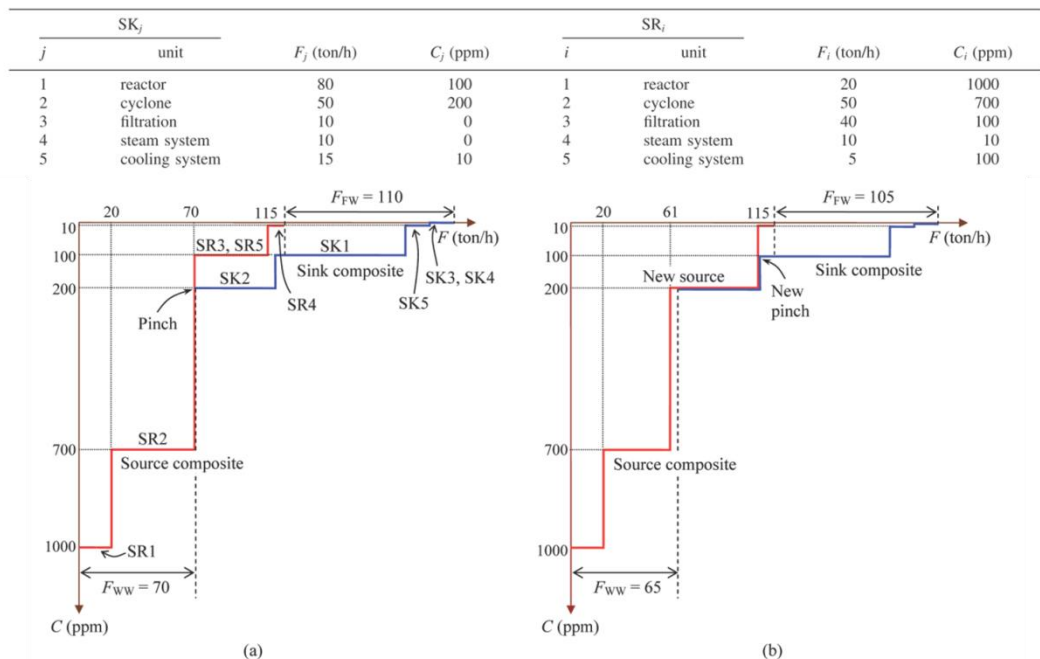 SKj SRi
j unit Fj (ton/h) Cj (ppm) i unit Fi (ton/h) Ci (ppm)
1 reactor 80 100 1 reactor 20 1000
2 cyclone 50 200 2 cyclone 50 700
3 filtration 10 0 3 filtration 40 100
4 steam system 10 0 4 steam system 10 10
5 cooling system 15 10 5 cooling system 5 100
FFW = 110
20 70 115
10
F (ton/h)
SR3, SR5 SK1
100
Sink composite
SK2
SK3, SK4
SK5
200
SR4
Pinch
SR2
700
Source composite
1000
SR1
FWW = 70
C (ppm)
(a)
FFW = 105
20 61 115
10
F (ton/h)
100
New source
Sink composite
200
New
pinch
700
Source composite
1000
FWW = 65
C (ppm)
(b)